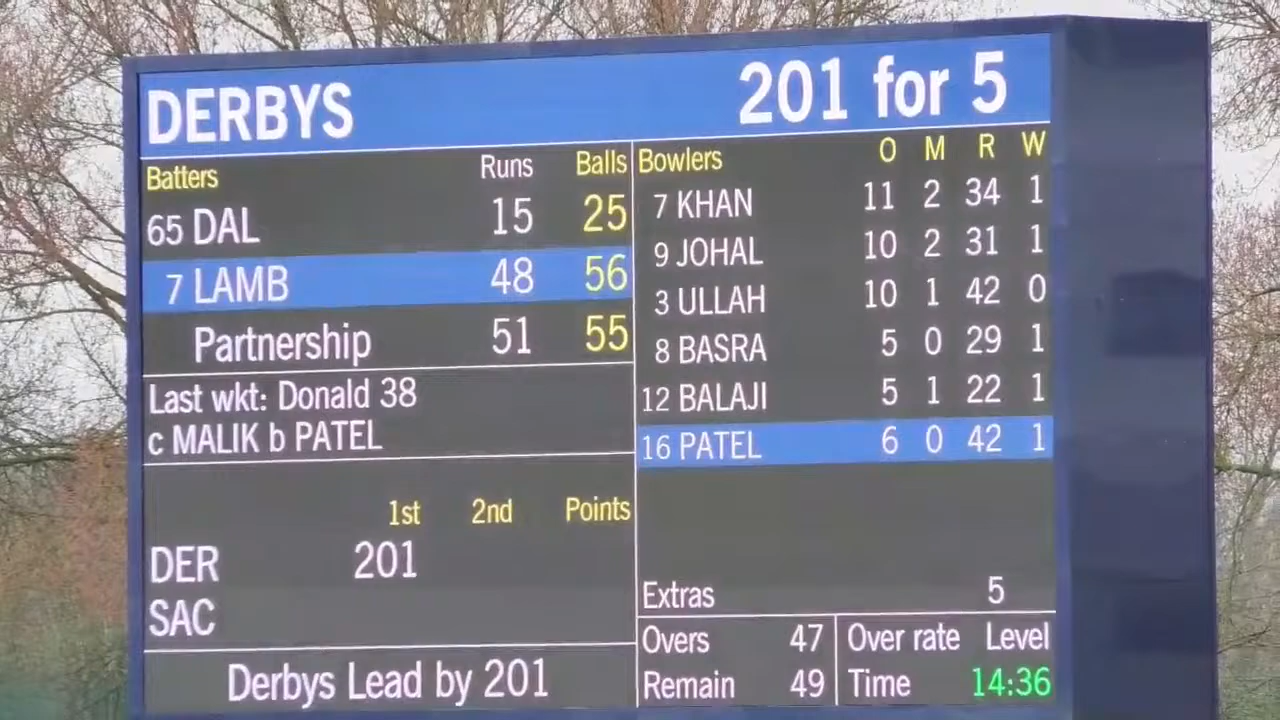 DERBYS 201 for 5
Batters Runs Balls
65 DAL 15 25
7 LAMB 48 56
Partnership 51 55
Last wkt: Donald 38
c MALIK b PATEL
1st 2nd Points
DER 201
SAC
Derbys Lead by 201
Bowlers O M R W
7 KHAN 11 2 34 1
9 JOHAL 10 2 31 1
3 ULLAH 10 1 42 0
8 BASRA 5 0 29 1
12 BALAJI 5 1 22 1
16 PATEL 6 0 42 1
Extras 5
Overs 47
Remain 49
Over rate Level
Time 14:36